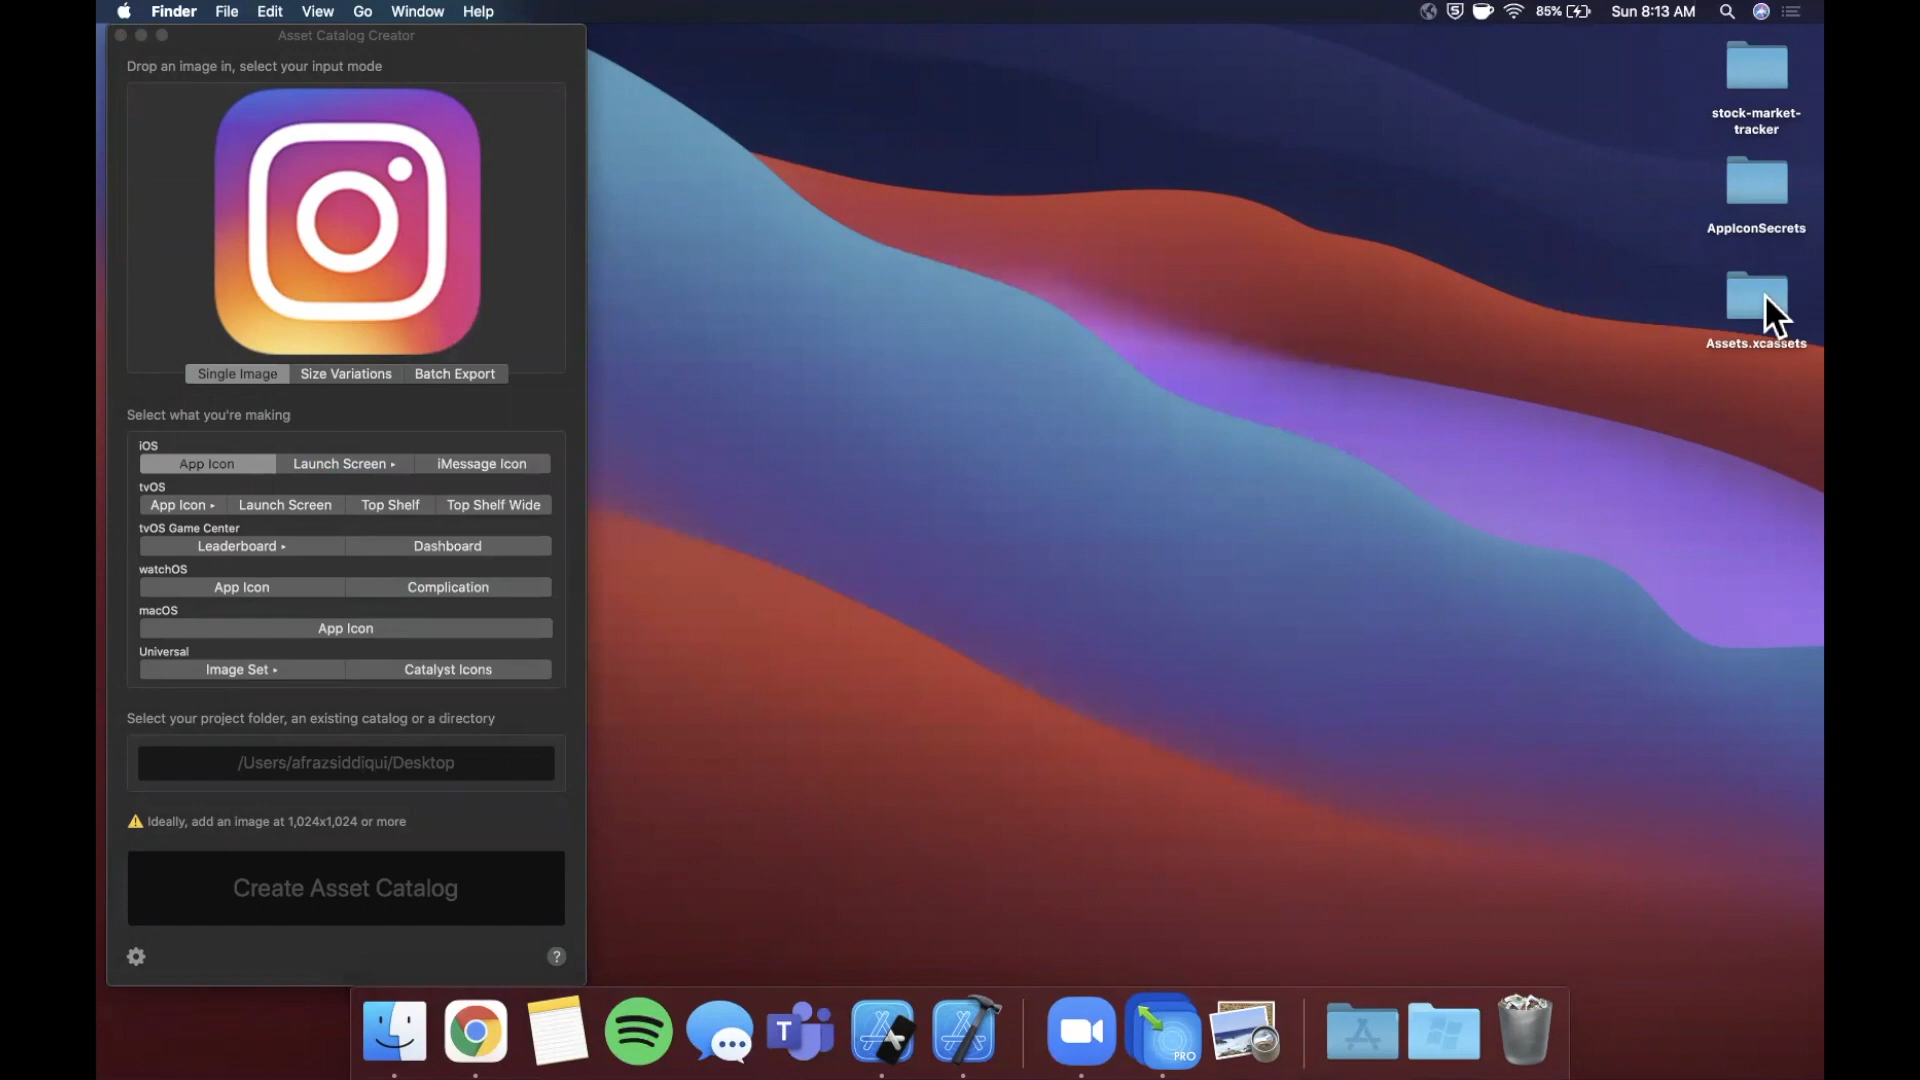 Finder File Edit View Go Window Help
85% Sun 8:13 AM
Asset Catalog Creator
Drop an image in, select your input mode
Single Image Size Variations Batch Export
Select what you're making
iOS
App Icon Launch Screen iMessage Icon
tvOS
App Icon Launch Screen Top Shelf Top Shelf Wide
tvOS Game Center
Leaderboard Dashboard
watchOS
App Icon Complication
macOS
App Icon
Universal
Image Set Catalyst Icons
Select your project folder, an existing catalog or a directory
/Users/afrazsiddiqui/Desktop
Ideally, add an image at 1,024x1,024 or more
Create Asset Catalog
?
stock-market-
tracker
AppIconSecrets
Assets.xcassets
T
PRO